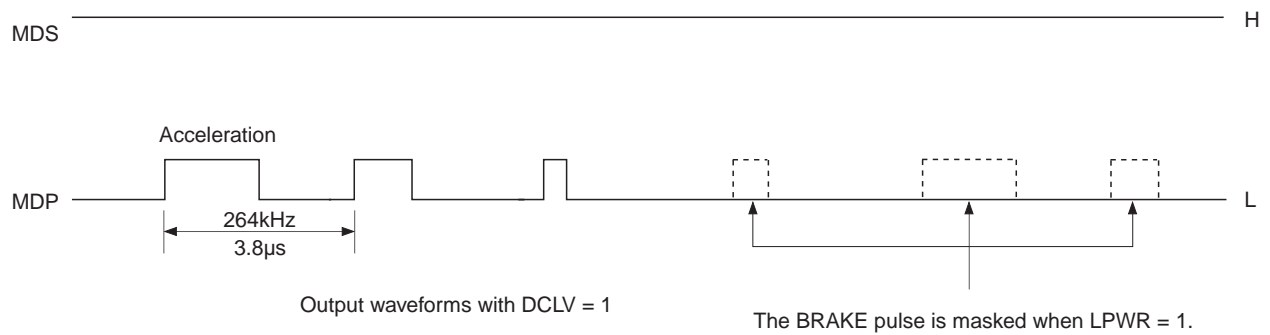 MDS
H
Acceleration
MDP
L
264kHz
3.8µs
Output waveforms with DCLV = 1
The BRAKE pulse is masked when LPWR = 1.